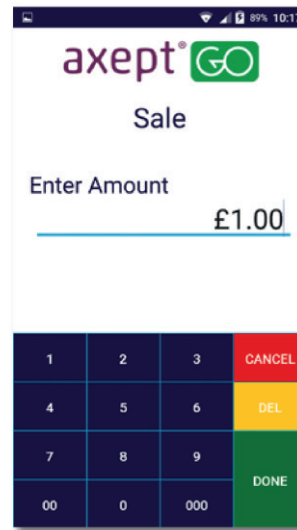 89% 10:1
axept° GO
Sale
Enter Amount
£1.00
1 2 3 CANCEL
4 5 6 DEL
7 8 9
DONE
00 0 000